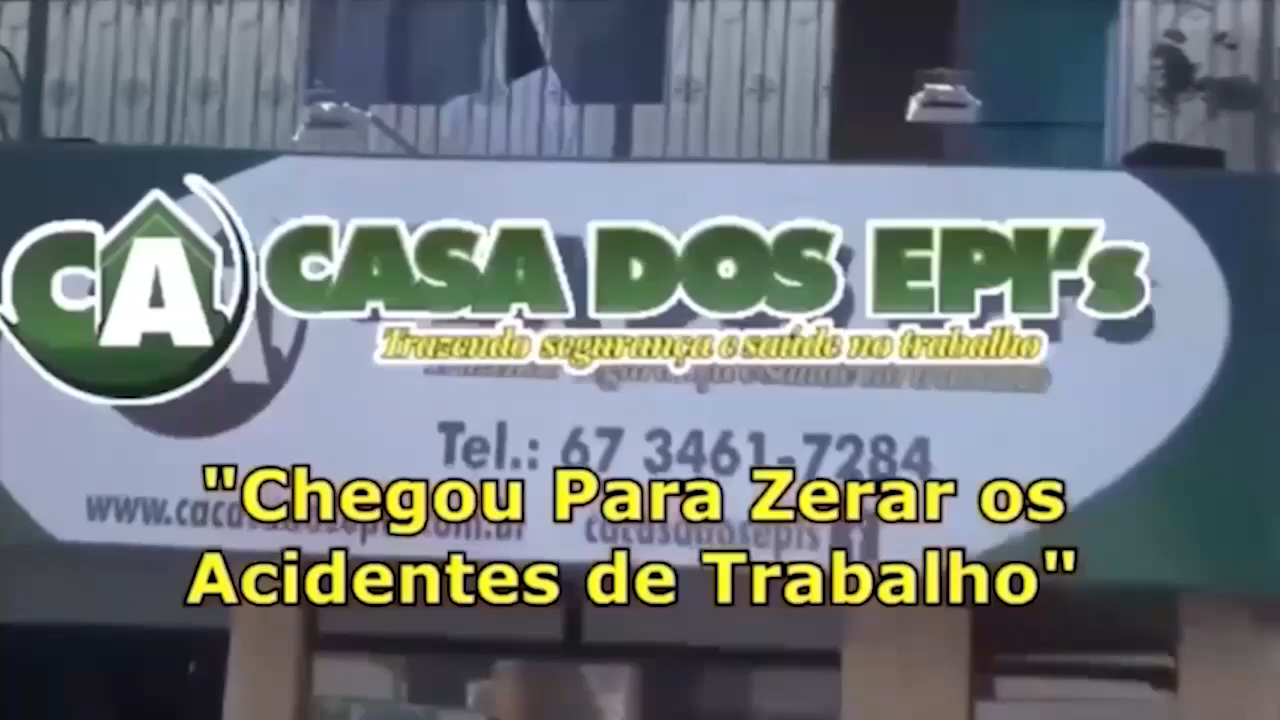 CA CASA DOS EPI's
Trazendo segurança e saúde no trabalho
Tel.: 67 3461-7284
cacasadosepis
"Chegou Para Zerar os
Acidentes de Trabalho"